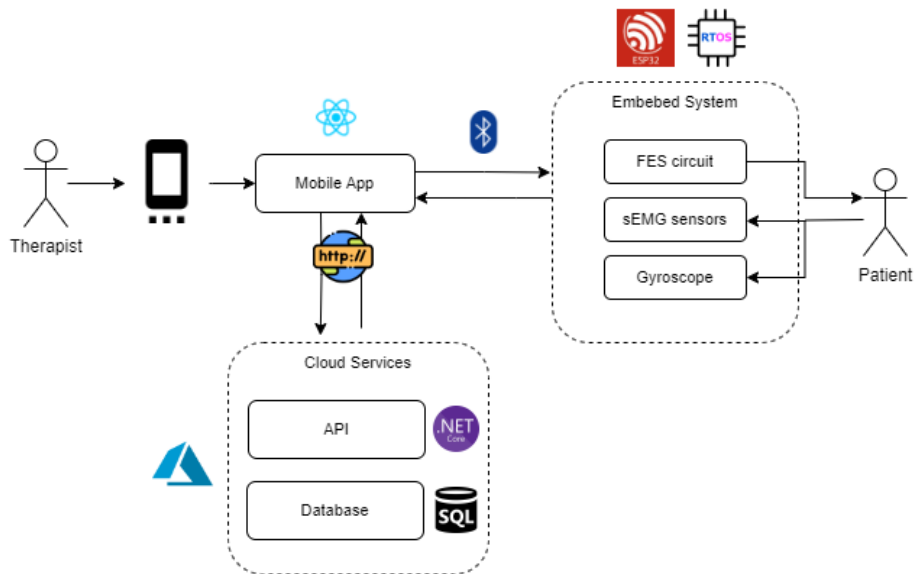 ESP32
RTOS
Embebed System
FES circuit
Mobile App
sEMG sensors
Therapist
http://
Gyroscope
Patient
Cloud Services
API
.NET
Core
Database
SQL